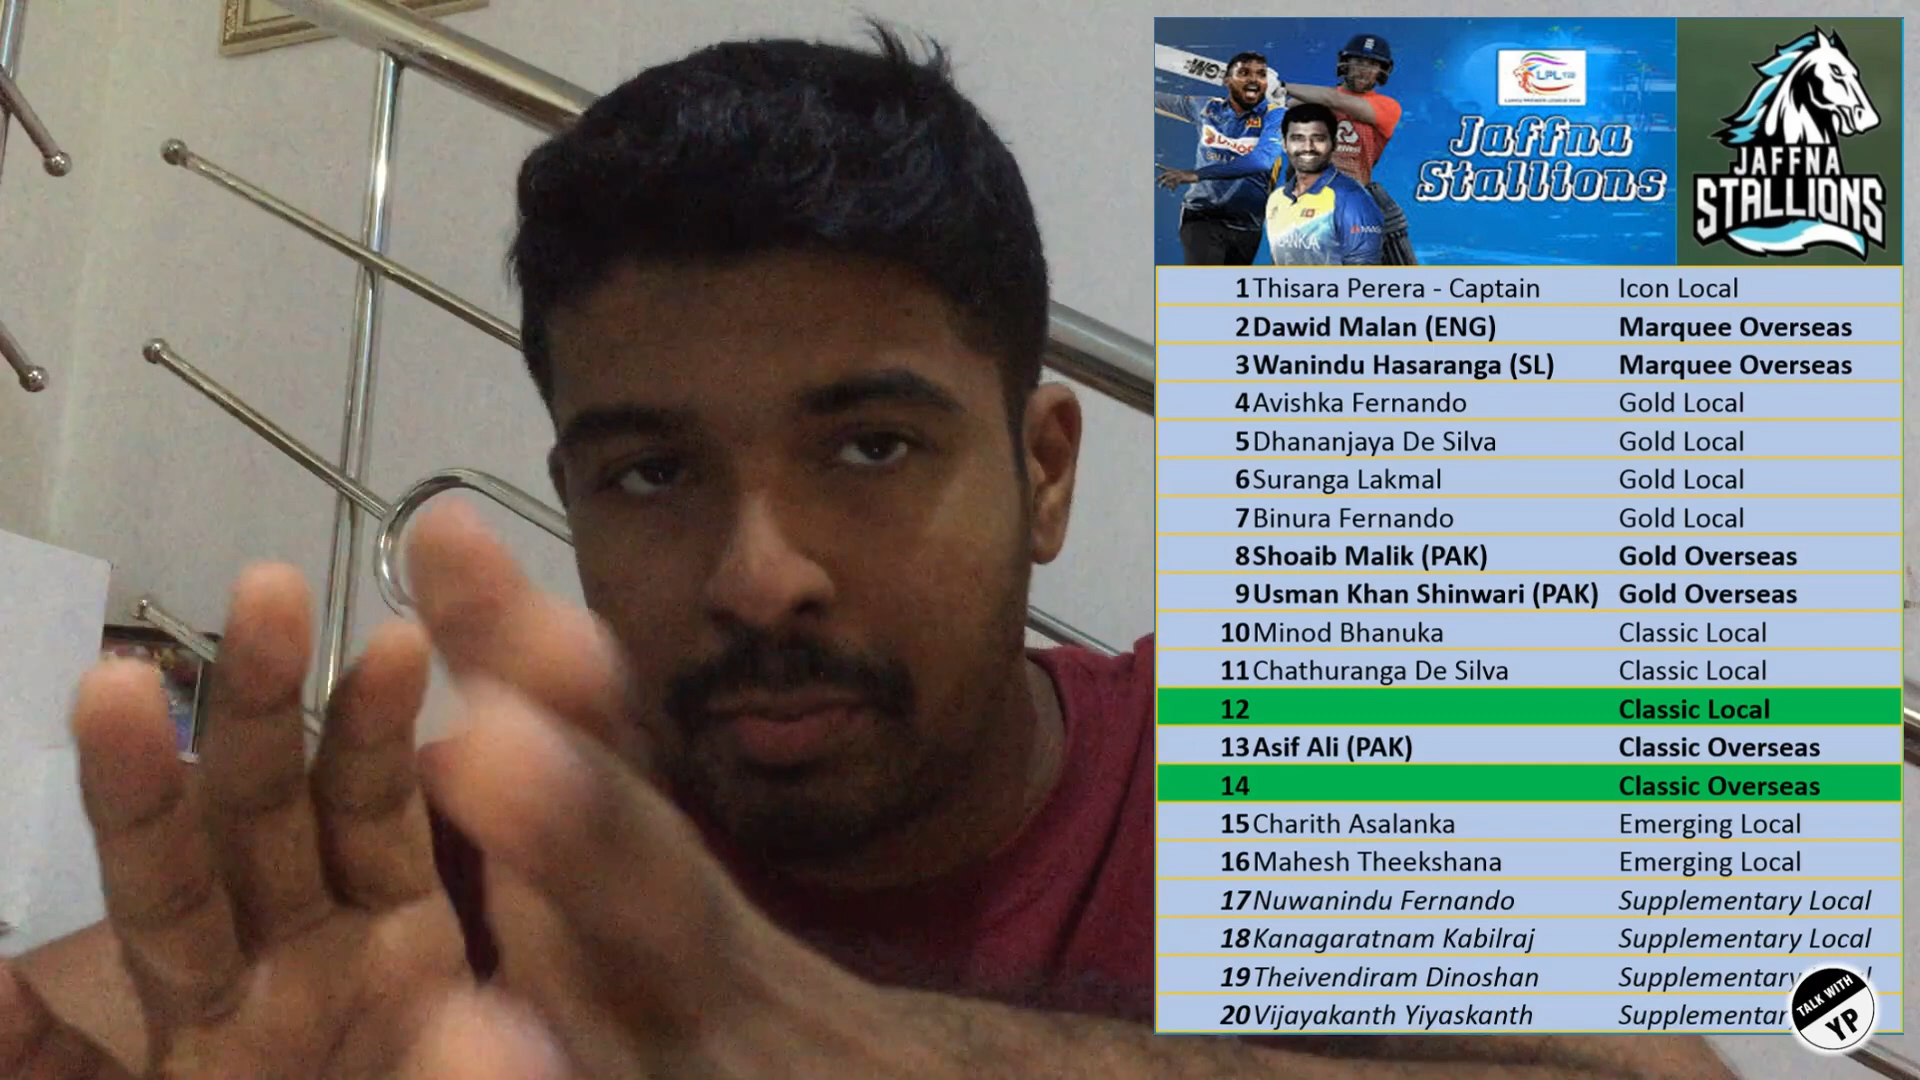 LPL T20
Jaffna
Stallions
JAFFNA
STALLIONS
1 Thisara Perera - Captain Icon Local
2 Dawid Malan (ENG) Marquee Overseas
3 Wanindu Hasaranga (SL) Marquee Overseas
4 Avishka Fernando Gold Local
5 Dhananjaya De Silva Gold Local
6 Suranga Lakmal Gold Local
7 Binura Fernando Gold Local
8 Shoaib Malik (PAK) Gold Overseas
9 Usman Khan Shinwari (PAK) Gold Overseas
10 Minod Bhanuka Classic Local
11 Chathuranga De Silva Classic Local
12 Classic Local
13 Asif Ali (PAK) Classic Overseas
14 Classic Overseas
15 Charith Asalanka Emerging Local
16 Mahesh Theekshana Emerging Local
17 Nuwanindu Fernando Supplementary Local
18 Kanagaratnam Kabilraj Supplementary Local
19 Theivendiram Dinoshan Supplementary
20 Vijayakanth Yiyaskanth Supplementar
TALK WITH
YP